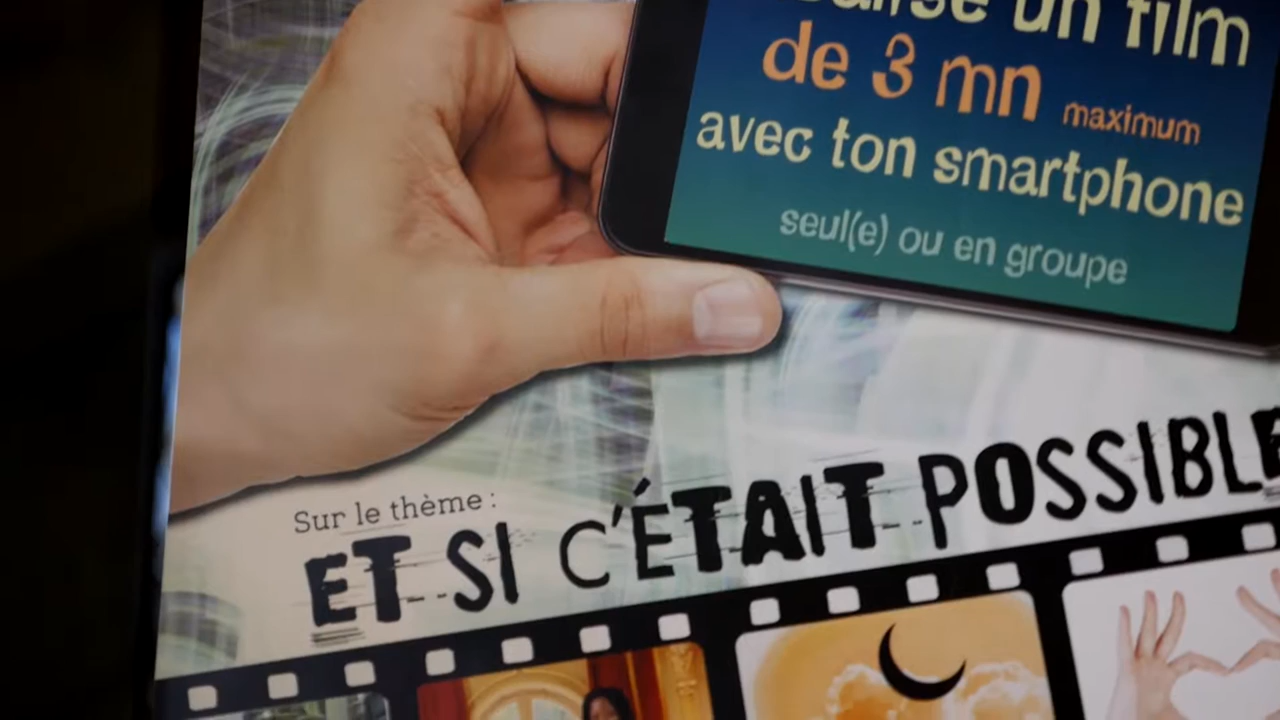 un film
de 3 mn maximum
avec ton smartphone
seul(e) ou en groupe
Sur le thème :
ET SI C'ÉTAIT POSSIBLE